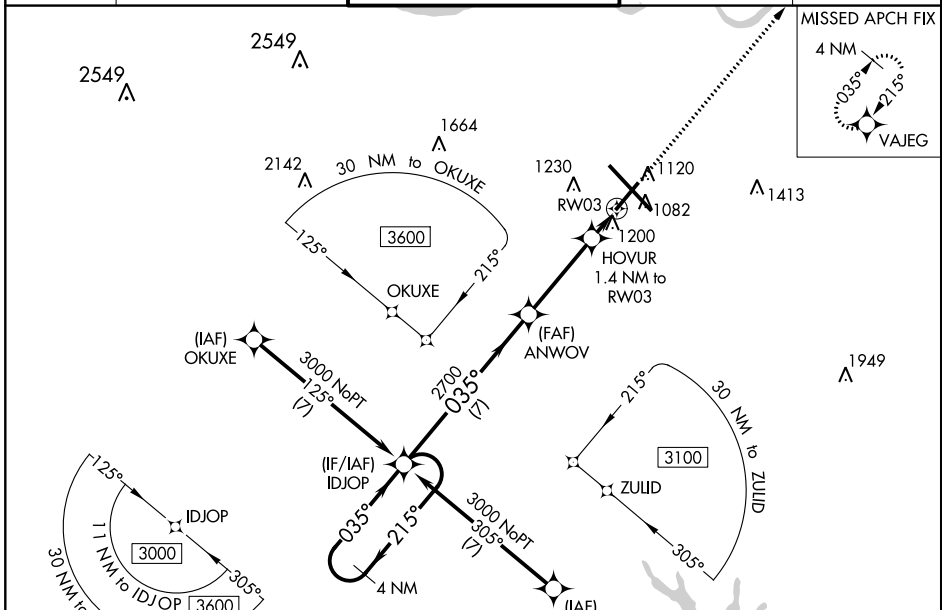 MISSED APCH FIX
4 NM
035°
215°
VAJEG
2549
2549
1664
2142
30 NM to OKUXE
3600
125°
215°
OKUXE
1230
1120
RW03
1082
1413
1200
HOVUR
1.4 NM to
RW03
(FAF)
ANWOV
(IAF)
OKUXE
3000 NoPT
125°
(7)
2700
035°
(7)
1949
215°
30 NM to ZULID
3100
ZULID
305°
(IF/IAF)
IDJOP
035°
215°
4 NM
3000 NoPT
305°
(7)
(IAF)
125°
IDJOP
3000
305°
11 NM to IDJOP
3600
30 NM to